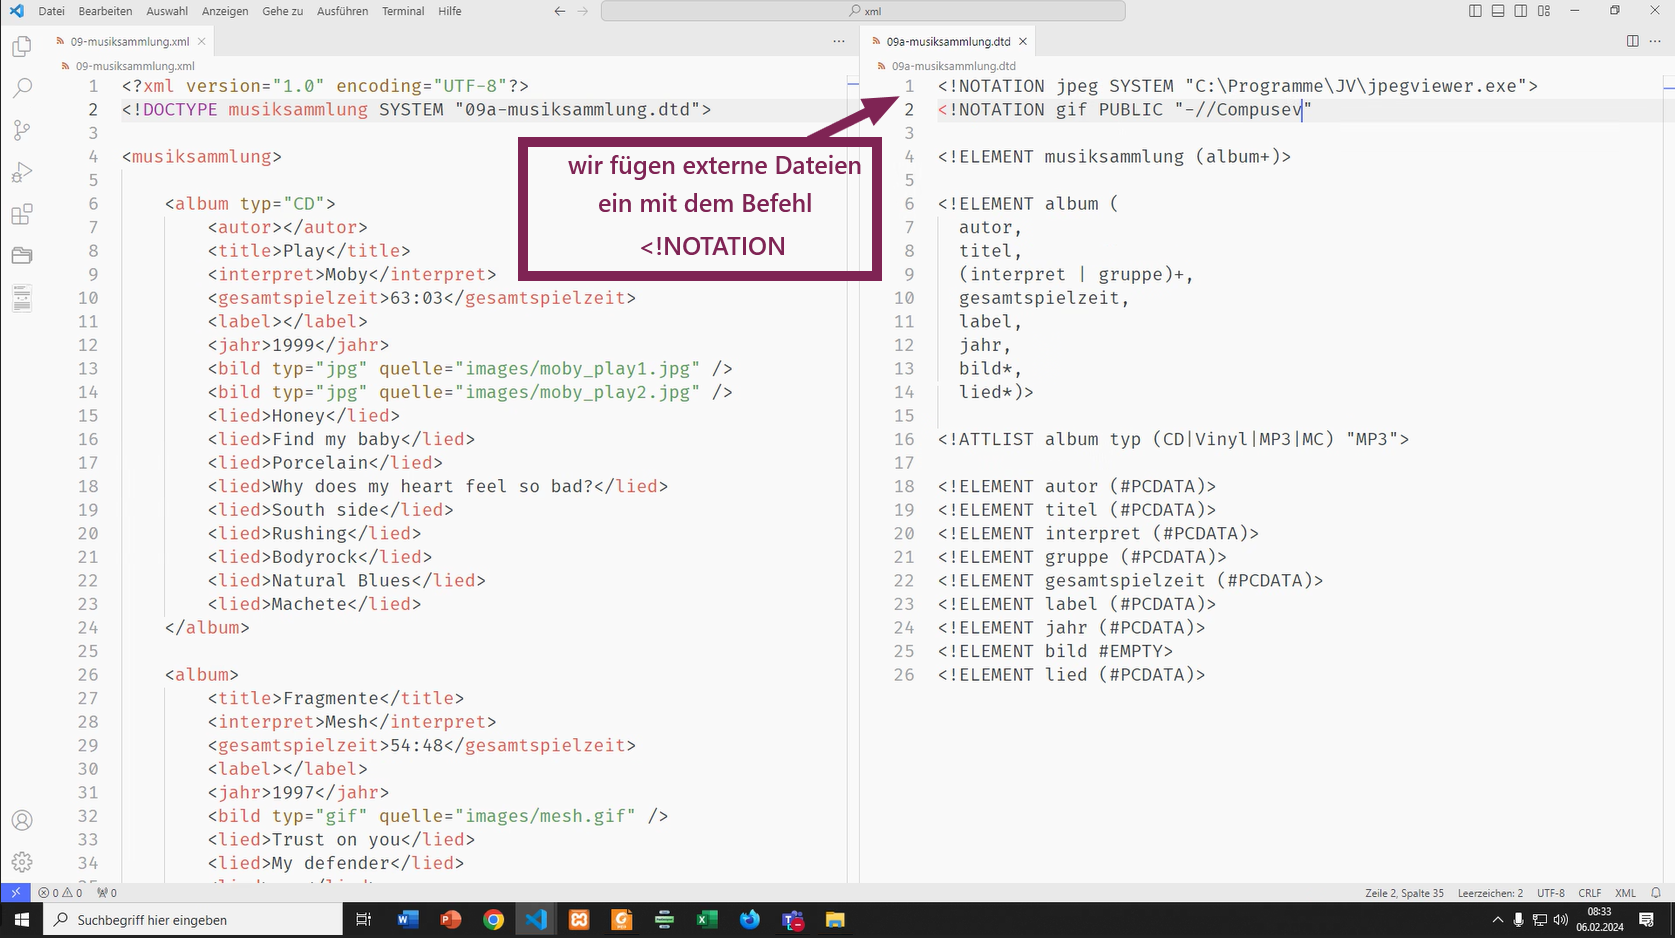 Datei Bearbeiten Auswahl Anzeigen Gehe zu Ausführen Terminal Hilfe
xml
09-musiksammlung.xml
09-musiksammlung.xml
1 <?xml version="1.0" encoding="UTF-8"?>
2 <!DOCTYPE musiksammlung SYSTEM "09a-musiksammlung.dtd">
3
4 <musiksammlung>
5
6 <album typ="CD">
7 <autor></autor>
8 <title>Play</title>
9 <interpret>Moby</interpret>
10 <gesamtspielzeit>63:03</gesamtspielzeit>
11 <label></label>
12 <jahr>1999</jahr>
13 <bild typ="jpg" quelle="images/moby_play1.jpg" />
14 <bild typ="jpg" quelle="images/moby_play2.jpg" />
15 <lied>Honey</lied>
16 <lied>Find my baby</lied>
17 <lied>Porcelain</lied>
18 <lied>Why does my heart feel so bad?</lied>
19 <lied>South side</lied>
20 <lied>Rushing</lied>
21 <lied>Bodyrock</lied>
22 <lied>Natural Blues</lied>
23 <lied>Machete</lied>
24 </album>
25
26 <album>
27 <title>Fragmente</title>
28 <interpret>Mesh</interpret>
29 <gesamtspielzeit>54:48</gesamtspielzeit>
30 <label></label>
31 <jahr>1997</jahr>
32 <bild typ="gif" quelle="images/mesh.gif" />
33 <lied>Trust on you</lied>
34 <lied>My defender</lied>
wir fügen externe Dateien
ein mit dem Befehl
<!NOTATION
09a-musiksammlung.dtd
09a-musiksammlung.dtd
1 <!NOTATION jpeg SYSTEM "C:\Programme\JV\jpegviewer.exe">
2 <!NOTATION gif PUBLIC "-//Compusev"
3
4 <!ELEMENT musiksammlung (album+)>
5
6 <!ELEMENT album (
7 autor,
8 titel,
9 (interpret | gruppe)+,
10 gesamtspielzeit,
11 label,
12 jahr,
13 bild*,
14 lied*)>
15
16 <!ATTLIST album typ (CD|Vinyl|MP3|MC) "MP3">
17
18 <!ELEMENT autor (#PCDATA)>
19 <!ELEMENT titel (#PCDATA)>
20 <!ELEMENT interpret (#PCDATA)>
21 <!ELEMENT gruppe (#PCDATA)>
22 <!ELEMENT gesamtspielzeit (#PCDATA)>
23 <!ELEMENT label (#PCDATA)>
24 <!ELEMENT jahr (#PCDATA)>
25 <!ELEMENT bild #EMPTY>
26 <!ELEMENT lied (#PCDATA)>
0 0 0
Zeile 2, Spalte 35 Leerzeichen: 2 UTF-8 CRLF XML
Suchbegriff hier eingeben
08:33
06.02.2024